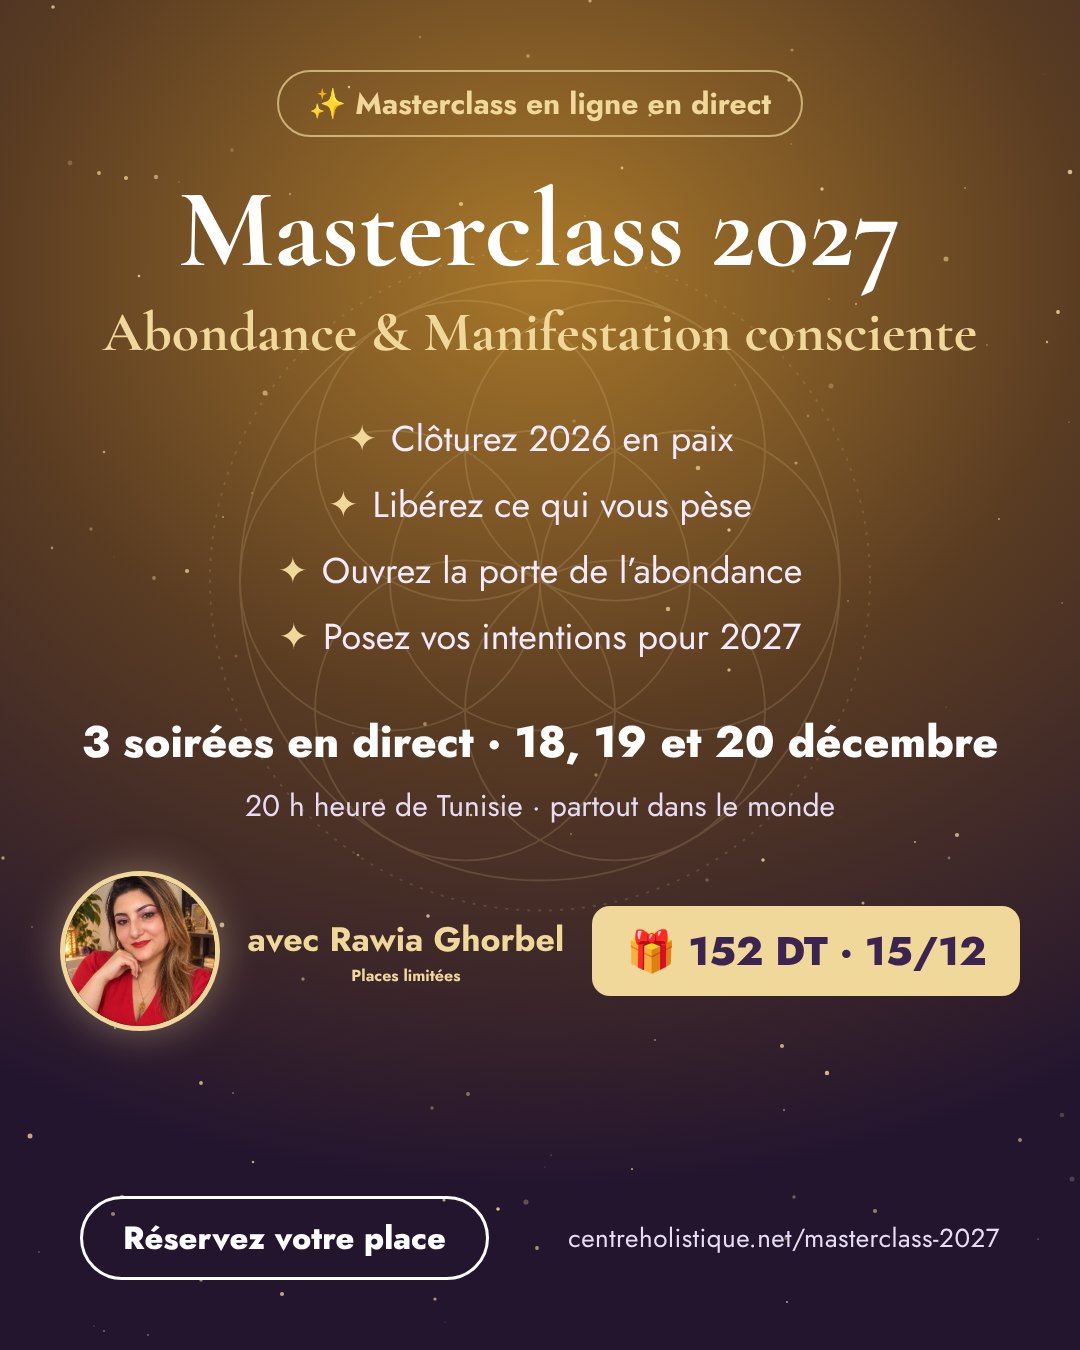 ✨ Masterclass en ligne en direct
Masterclass 2027
Abondance & Manifestation consciente
✦ Clôturez 2026 en paix
✦ Libérez ce qui vous pèse
✦ Ouvrez la porte de l’abondance
✦ Posez vos intentions pour 2027
3 soirées en direct · 18, 19 et 20 décembre
20 h heure de Tunisie · partout dans le monde
avec Rawia Ghorbel
Places limitées
🎁 152 DT · 15/12
Réservez votre place
centreholistique.net/masterclass-2027